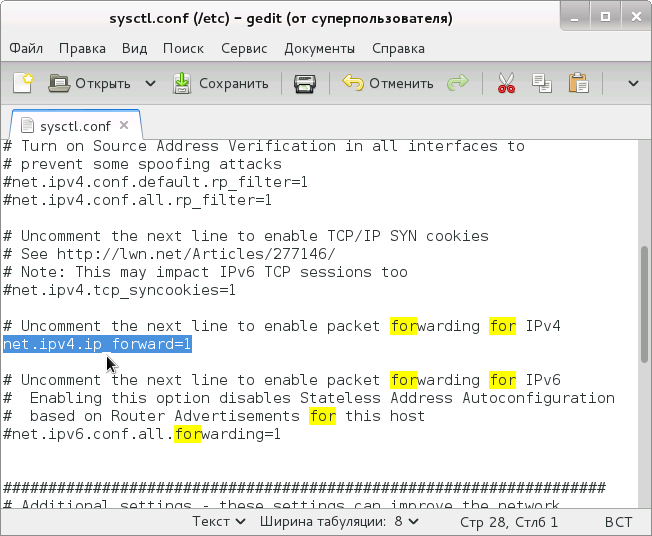 sysctl.conf (/etc) – gedit (от суперпользователя)
Файл Правка Вид Поиск Сервис Документы Справка
Открыть Сохранить Отменить
sysctl.conf
# Turn on Source Address Verification in all interfaces to
# prevent some spoofing attacks
#net.ipv4.conf.default.rp_filter=1
#net.ipv4.conf.all.rp_filter=1
# Uncomment the next line to enable TCP/IP SYN cookies
# See http://lwn.net/Articles/277146/
# Note: This may impact IPv6 TCP sessions too
#net.ipv4.tcp_syncookies=1
# Uncomment the next line to enable packet forwarding for IPv4
net.ipv4.ip_forward=1
# Uncomment the next line to enable packet forwarding for IPv6
#  Enabling this option disables Stateless Address Autoconfiguration
#  based on Router Advertisements for this host
#net.ipv6.conf.all.forwarding=1
###################################################################
# Additional settings - these settings can improve the network
Текст Ширина табуляции: 8 Стр 28, Стлб 1 ВСТ